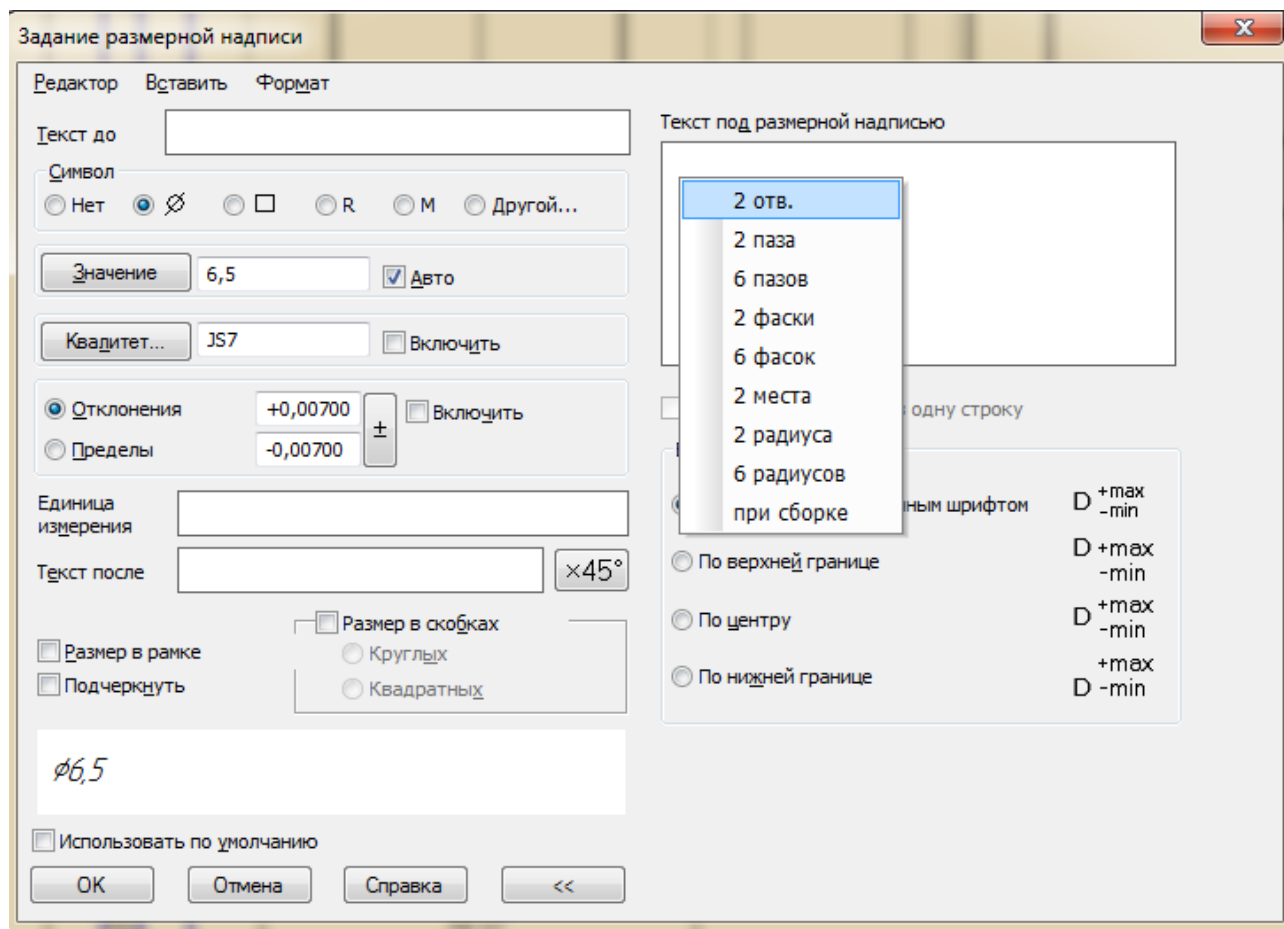 Задание размерной надписи
Редактор Вставить Формат
Текст до
Символ
Нет ⌀ □ R M Другой...
Значение 6,5 Авто
Квалитет... JS7 Включить
Отклонения +0,00700 ± Включить
Пределы -0,00700
Единица
измерения
Текст после ×45°
Размер в скобках
Размер в рамке Круглых
Подчеркнуть Квадратных
⌀6,5
Использовать по умолчанию
OK Отмена Справка <<
Текст под размерной надписью
2 отв.
2 паза
6 пазов
2 фаски
6 фасок
2 места
2 радиуса
6 радиусов
при сборке
одну строку
шрифтом D +max -min
По верхней границе D +max -min
По центру D +max -min
По нижней границе D +max -min